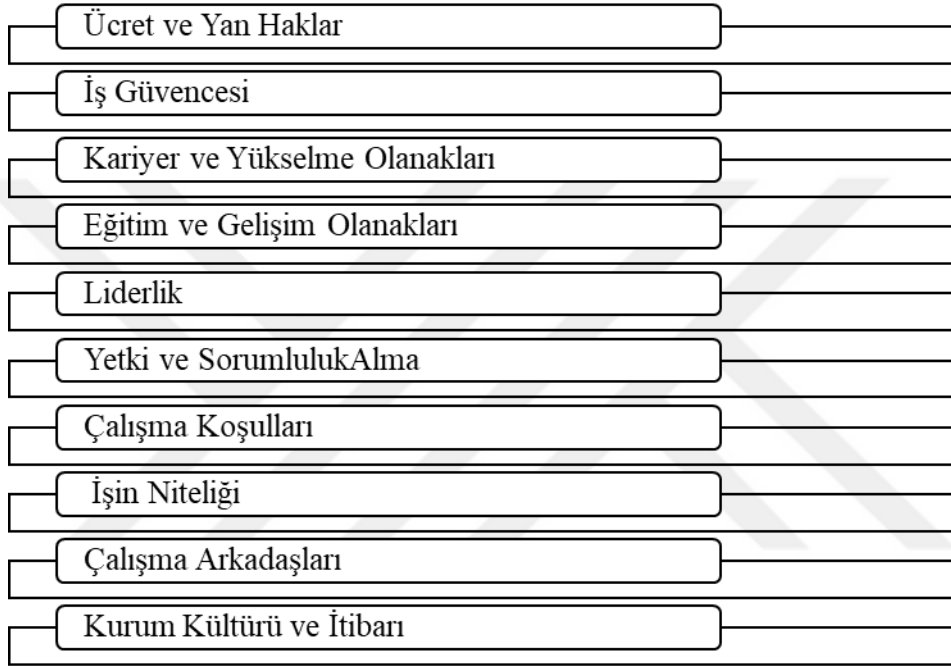 Ücret ve Yan Haklar
İş Güvencesi
Kariyer ve Yükselme Olanakları
Eğitim ve Gelişim Olanakları
Liderlik
Yetki ve SorumlulukAlma
Çalışma Koşulları
İşin Niteliği
Çalışma Arkadaşları
Kurum Kültürü ve İtibarı